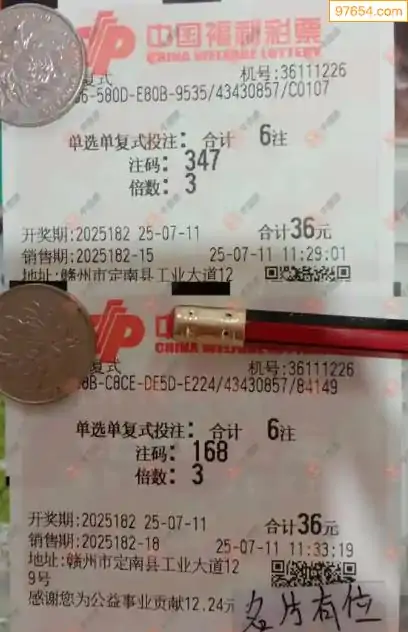 97654.com
中国福利彩票
CHINA WELFARE LOTTERY
复式
机号:36111226
6-580D-E80B-9535/43430857/C0107
单选单复式投注: 合计 6注
注码: 347
倍数: 3
开奖期:2025182 25-07-11 合计36元
销售期:2025182-15 25-07-11 11:29:01
地址:赣州市定南县工业大道12
CHINA WELFARE
复式
机号:36111226
8B-C8CE-DE5D-E224/43430857/84149
单选单复式投注: 合计 6注
注码: 168
倍数: 3
开奖期:2025182 25-07-11 合计36元
销售期:2025182-18 25-07-11 11:33:19
地址:赣州市定南县工业大道12
9号
感谢您为公益事业贡献12.24元
名片有位